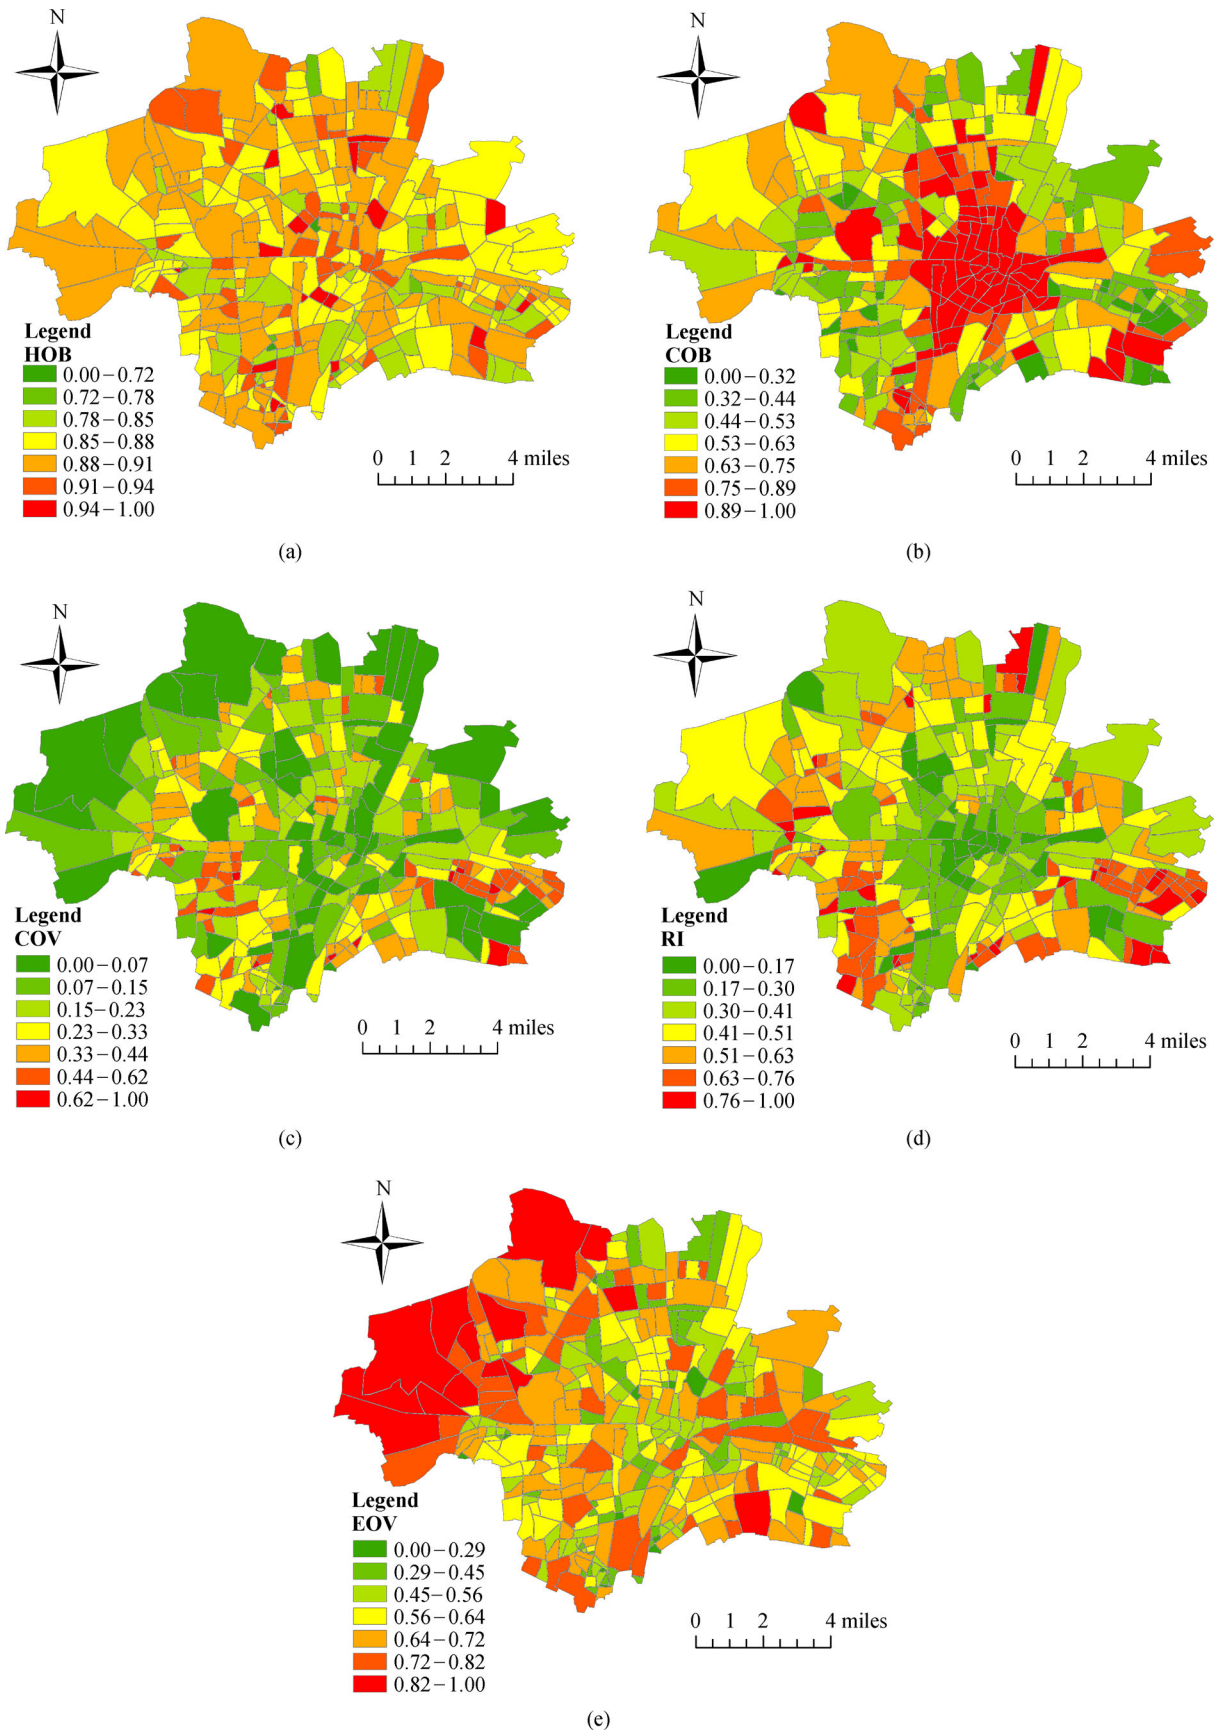 N
Legend
HOB
0.00−0.72
0.72−0.78
0.78−0.85
0.85−0.88
0.88−0.91
0.91−0.94
0.94−1.00
0 1 2 4 miles
(a)
N
Legend
COB
0.00−0.32
0.32−0.44
0.44−0.53
0.53−0.63
0.63−0.75
0.75−0.89
0.89−1.00
0 1 2 4 miles
(b)
N
Legend
COV
0.00−0.07
0.07−0.15
0.15−0.23
0.23−0.33
0.33−0.44
0.44−0.62
0.62−1.00
0 1 2 4 miles
(c)
N
Legend
RI
0.00−0.17
0.17−0.30
0.30−0.41
0.41−0.51
0.51−0.63
0.63−0.76
0.76−1.00
0 1 2 4 miles
(d)
N
Legend
EOV
0.00−0.29
0.29−0.45
0.45−0.56
0.56−0.64
0.64−0.72
0.72−0.82
0.82−1.00
0 1 2 4 miles
(e)